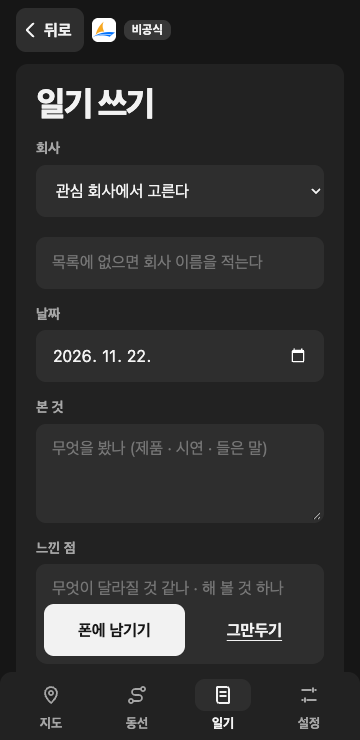 뒤로
비공식
일기 쓰기
회사
관심 회사에서 고른다
목록에 없으면 회사 이름을 적는다
날짜
2026. 11. 22.
본 것
무엇을 봤나 (제품 · 시연 · 들은 말)
느낀 점
무엇이 달라질 것 같나 · 해 볼 것 하나
폰에 남기기
그만두기
지도
동선
일기
설정